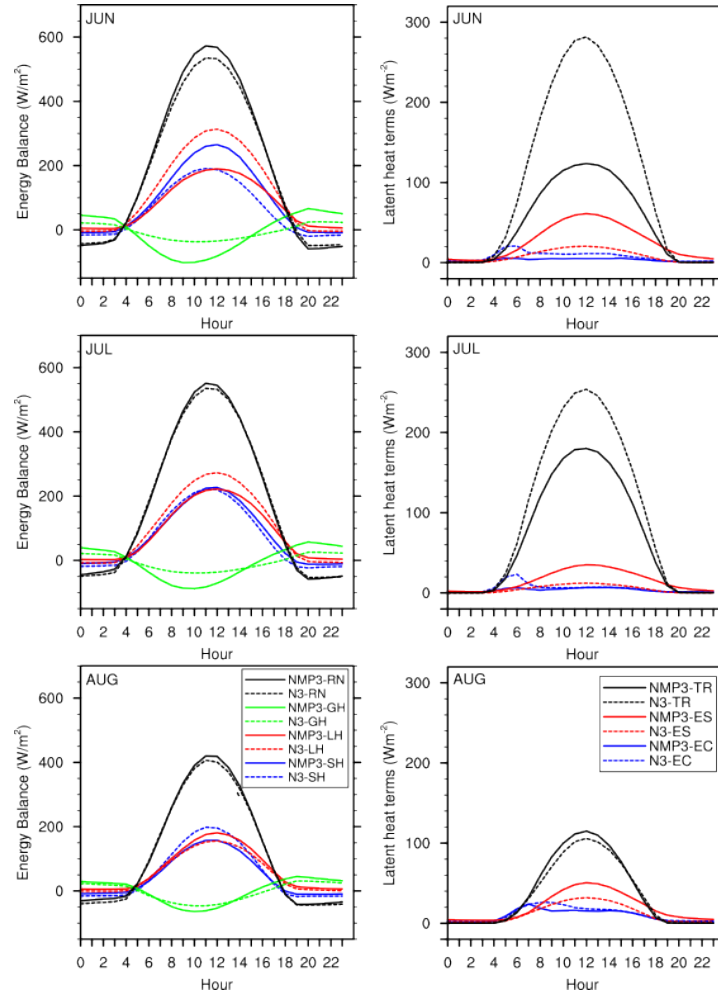 JUN
Energy Balance (W/m²)
600
400
200
0
0 2 4 6 8 10 12 14 16 18 20 22
Hour
JUN
Latent heat terms (Wm⁻²)
300
200
100
0
0 2 4 6 8 10 12 14 16 18 20 22
Hour
JUL
Energy Balance (W/m²)
600
400
200
0
0 2 4 6 8 10 12 14 16 18 20 22
Hour
JUL
Latent heat terms (Wm⁻²)
300
200
100
0
0 2 4 6 8 10 12 14 16 18 20 22
Hour
AUG
Energy Balance (W/m²)
600
400
200
0
NMP3-RN
N3-RN
NMP3-GH
N3-GH
NMP3-LH
N3-LH
NMP3-SH
N3-SH
0 2 4 6 8 10 12 14 16 18 20 22
Hour
AUG
Latent heat terms (Wm⁻²)
300
200
100
0
NMP3-TR
N3-TR
NMP3-ES
N3-ES
NMP3-EC
N3-EC
0 2 4 6 8 10 12 14 16 18 20 22
Hour